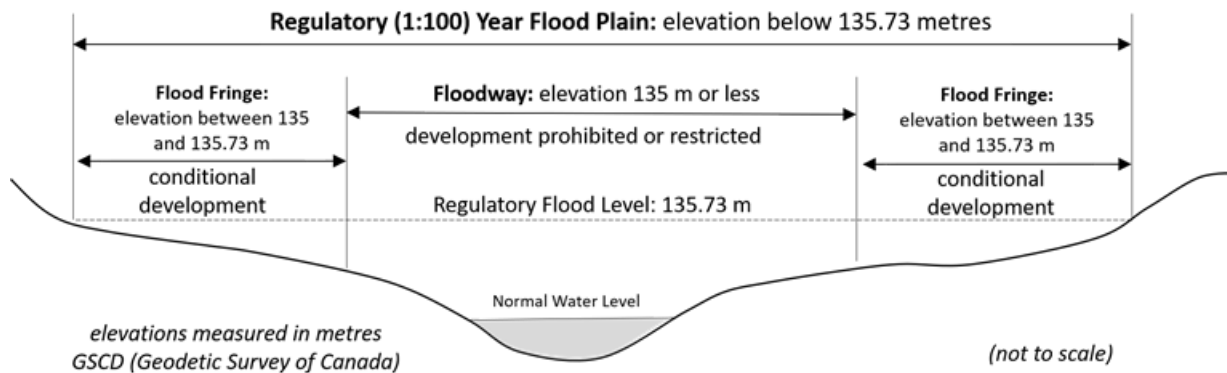 Regulatory (1:100) Year Flood Plain: elevation below 135.73 metres
Flood Fringe:
elevation between 135
and 135.73 m
conditional
development
Floodway: elevation 135 m or less
development prohibited or restricted
Flood Fringe:
elevation between 135
and 135.73 m
conditional
development
Regulatory Flood Level: 135.73 m
Normal Water Level
elevations measured in metres
GSCD (Geodetic Survey of Canada)
(not to scale)